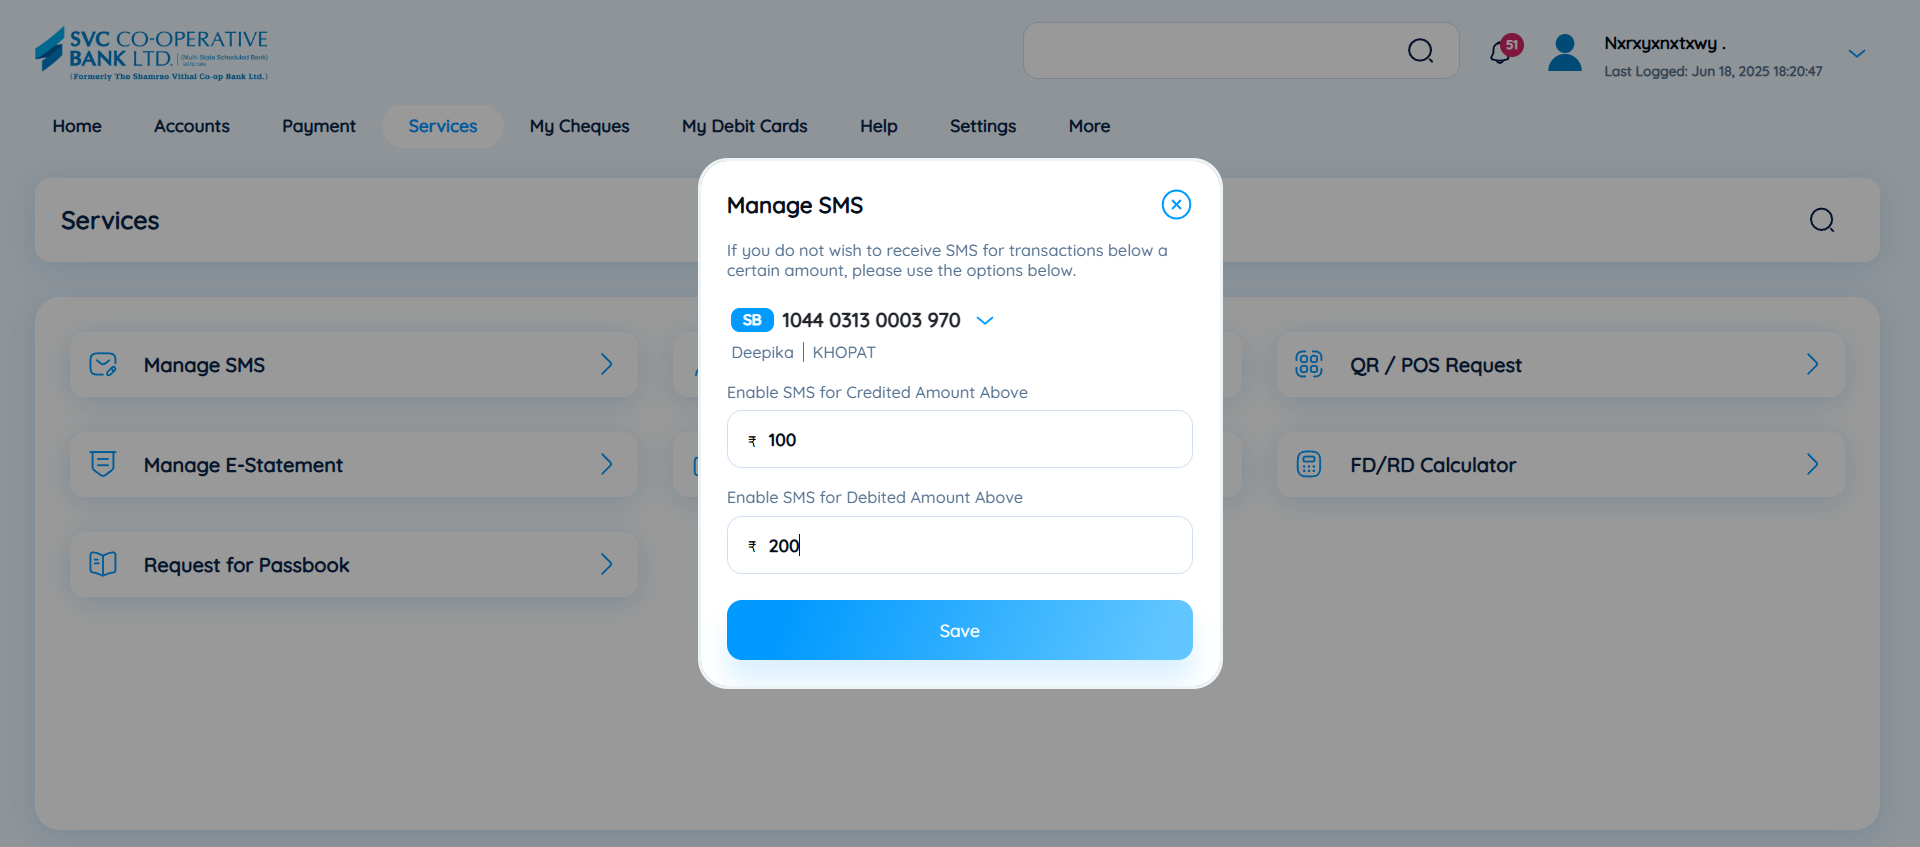 SVC CO-OPERATIVE
BANK LTD. (Multi-State Scheduled Bank)
(Formerly The Shamrao Vithal Co-op Bank Ltd.)
51
Nxrxyxnxtxwy .
Last Logged: Jun 18, 2025 18:20:47
Home Accounts Payment Services My Cheques My Debit Cards Help Settings More
Services
Manage SMS
If you do not wish to receive SMS for transactions below a
certain amount, please use the options below.
SB 1044 0313 0003 970
Deepika | KHOPAT
Enable SMS for Credited Amount Above
₹ 100
Enable SMS for Debited Amount Above
₹ 200
Save
Manage SMS
QR / POS Request
Manage E-Statement
FD/RD Calculator
Request for Passbook